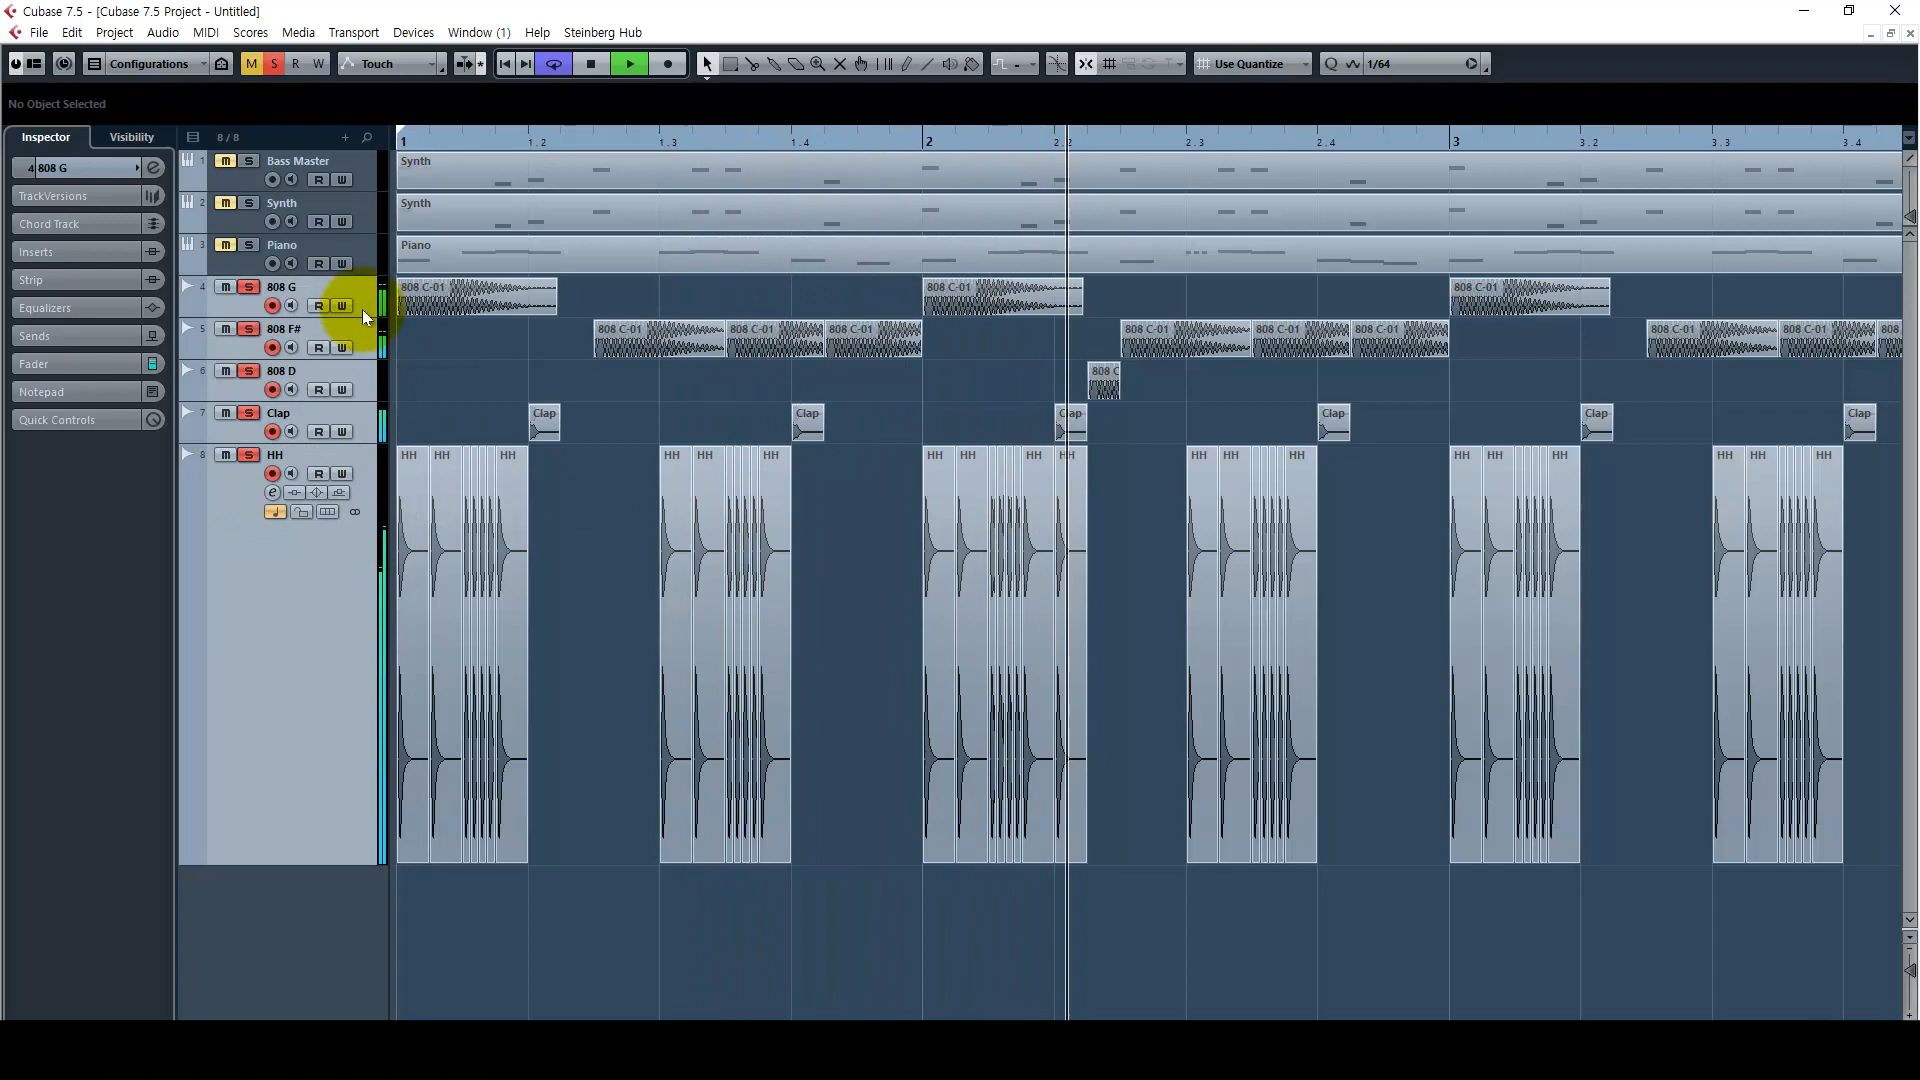 Cubase 7.5 - [Cubase 7.5 Project - Untitled]
File Edit Project Audio MIDI Scores Media Transport Devices Window (1) Help Steinberg Hub
Configurations M S R W Touch Use Quantize Q 1/64
No Object Selected
Inspector Visibility 8 / 8 1 1.2 1.3 1.4 2 2.2 2.3 2.4 3 3.2 3.3 3.4
4 808 G
TrackVersions
Chord Track
Inserts
Strip
Equalizers
Sends
Fader
Notepad
Quick Controls
1 m S Bass Master Synth
R W
2 m S Synth Synth
R W
3 m S Piano Piano
R W
4 m S 808 G 808 C-01 808 C-01 808 C-01
R W
5 m S 808 F# 808 C-01 808 C-01 808 C-01 808 C-01 808 C-01 808 C-01 808 C-01 808 C-01 808
R W
6 m S 808 D 808 C
R W
7 m S Clap Clap Clap Clap Clap Clap Clap
R W
8 m S HH HH HH HH HH HH HH HH HH HH HH HH HH HH HH HH HH HH HH HH
R W
e